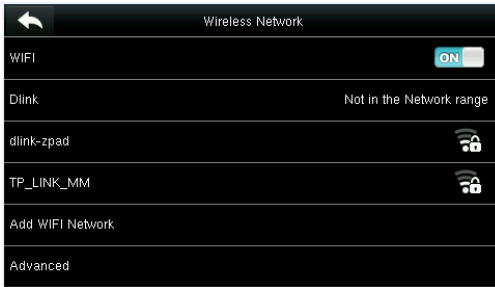 Wireless Network
WIFI ON
Dlink Not in the Network range
dlink-zpad
TP_LINK_MM
Add WIFI Network
Advanced